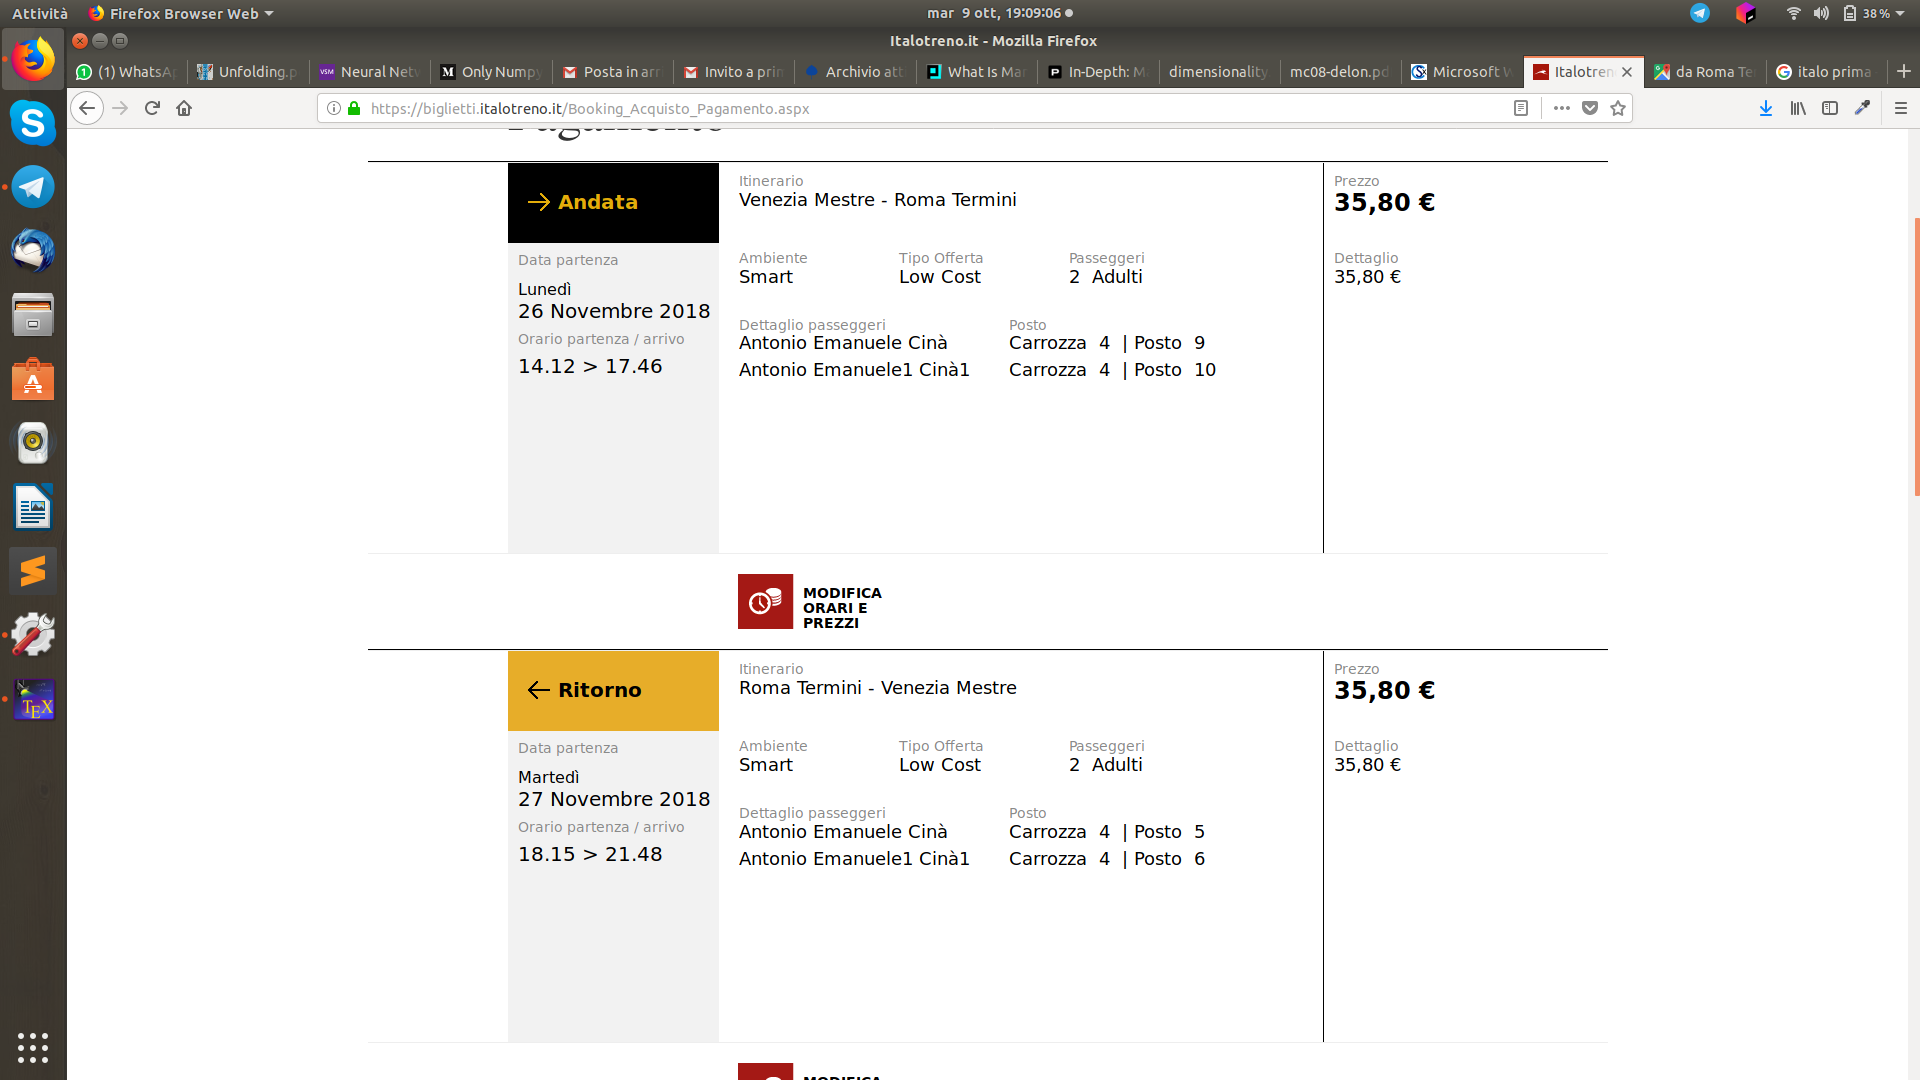 Attività
Firefox Browser Web
mar 9 ott, 19:09:06
38 %
Italotreno.it - Mozilla Firefox
(1) WhatsA
Unfolding.p
Neural Net
Only Numpy
Posta in arr
Invito a prin
Archivio att
What Is Mar
In-Depth: M
dimensionality
mc08-delon.pd
Microsoft W
Italotren
da Roma Te
italo prima
https://biglietti.italotreno.it/Booking_Acquisto_Pagamento.aspx
Pagamento
Andata
Itinerario
Venezia Mestre - Roma Termini
Prezzo
35,80 €
Data partenza
Lunedì
26 Novembre 2018
Orario partenza / arrivo
14.12 > 17.46
Ambiente
Smart
Tipo Offerta
Low Cost
Passeggeri
2 Adulti
Dettaglio
35,80 €
Dettaglio passeggeri
Posto
Antonio Emanuele Cinà
Carrozza 4 | Posto 9
Antonio Emanuele1 Cinà1
Carrozza 4 | Posto 10
MODIFICA
ORARI E
PREZZI
Ritorno
Itinerario
Roma Termini - Venezia Mestre
Prezzo
35,80 €
Data partenza
Martedì
27 Novembre 2018
Orario partenza / arrivo
18.15 > 21.48
Ambiente
Smart
Tipo Offerta
Low Cost
Passeggeri
2 Adulti
Dettaglio
35,80 €
Dettaglio passeggeri
Posto
Antonio Emanuele Cinà
Carrozza 4 | Posto 5
Antonio Emanuele1 Cinà1
Carrozza 4 | Posto 6
MODIFICA